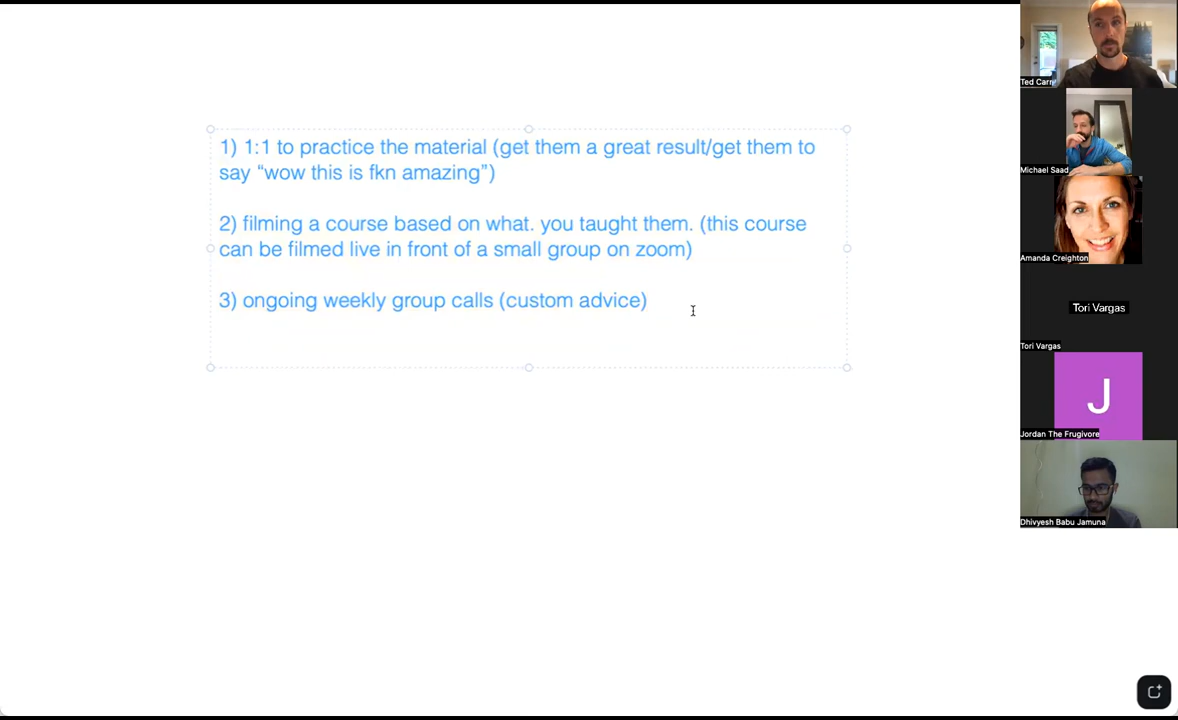 1) 1:1 to practice the material (get them a great result/get them to
say “wow this is fkn amazing”)
2) filming a course based on what. you taught them. (this course
can be filmed live in front of a small group on zoom)
3) ongoing weekly group calls (custom advice)
Ted Carr
Michael Saad
Amanda Creighton
Tori Vargas
Tori Vargas
J
Jordan The Frugivore
Dhivyesh Babu Jamuna